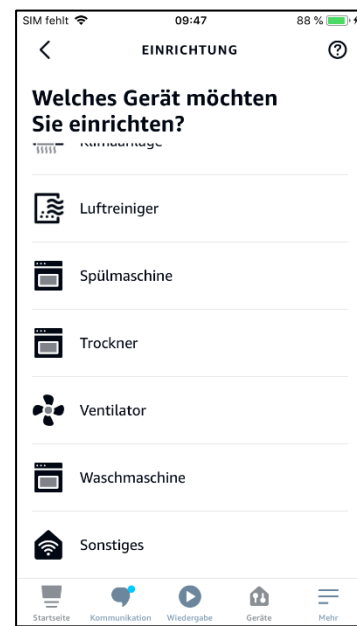 SIM fehlt 09:47 88 %
EINRICHTUNG
Welches Gerät möchten
Sie einrichten?
Klimaanlage
Luftreiniger
Spülmaschine
Trockner
Ventilator
Waschmaschine
Sonstiges
Startseite Kommunikation Wiedergabe Geräte Mehr